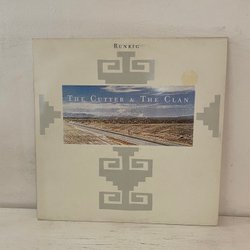 RUNRIG
THE CUTTER & THE CLAN